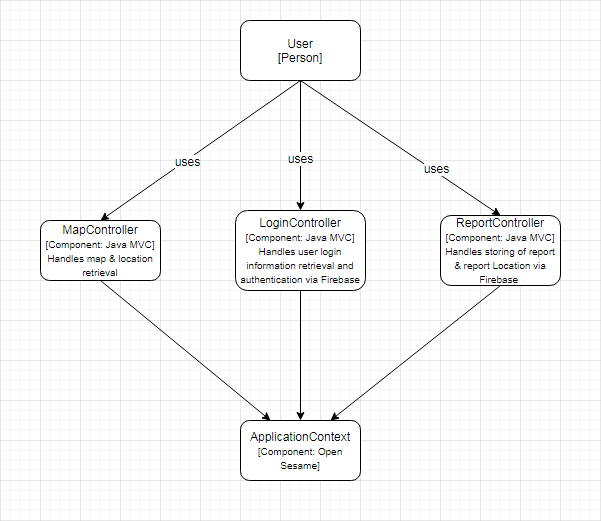 User
[Person]
uses
uses
uses
MapController
[Component: Java MVC]
Handles map & location
retrieval
LoginController
[Component: Java MVC]
Handles user login
information retrieval and
authentication via Firebase
ReportController
[Component: Java MVC]
Handles storing of report
& report Location via
Firebase
ApplicationContext
[Component: Open
Sesame]